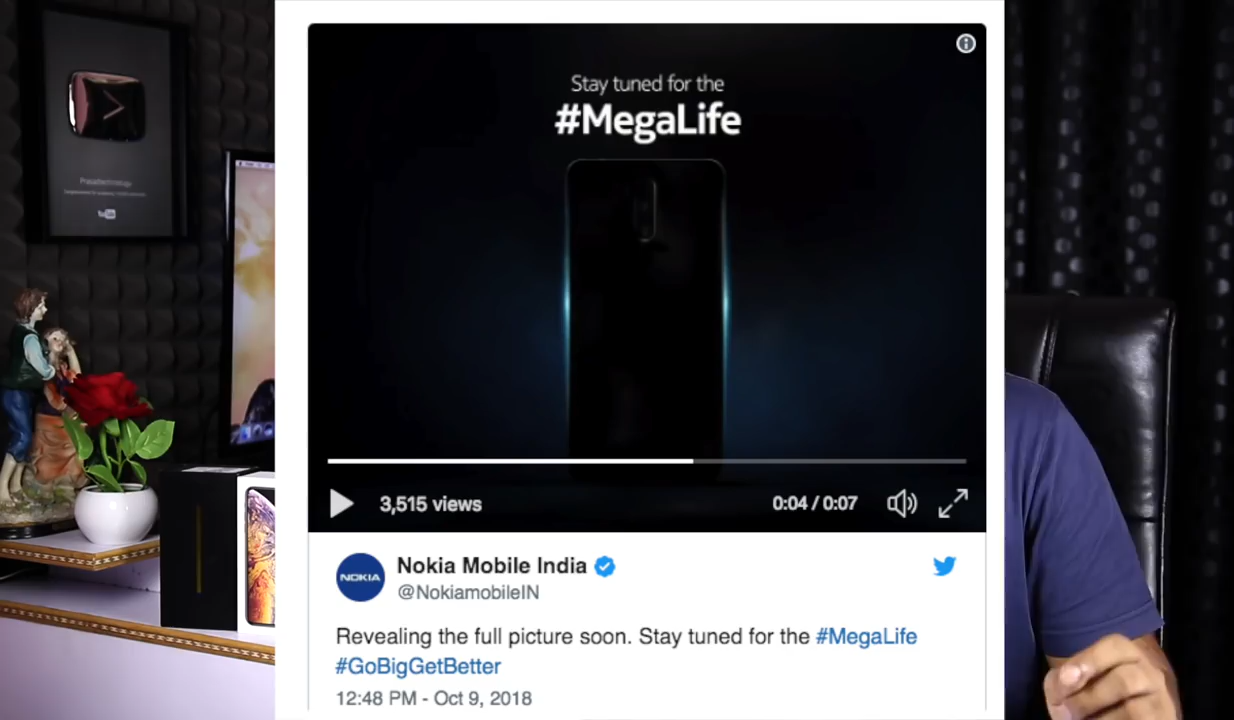 Stay tuned for the
#MegaLife
3,515 views
0:04 / 0:07
NOKIA
Nokia Mobile India
@NokiamobileIN
Revealing the full picture soon. Stay tuned for the #MegaLife
#GoBigGetBetter
12:48 PM - Oct 9, 2018